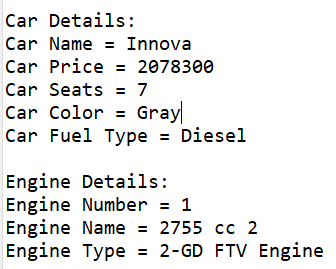 Car Details:
Car Name = Innova
Car Price = 2078300
Car Seats = 7
Car Color = Gray
Car Fuel Type = Diesel
Engine Details:
Engine Number = 1
Engine Name = 2755 cc 2
Engine Type = 2-GD FTV Engine